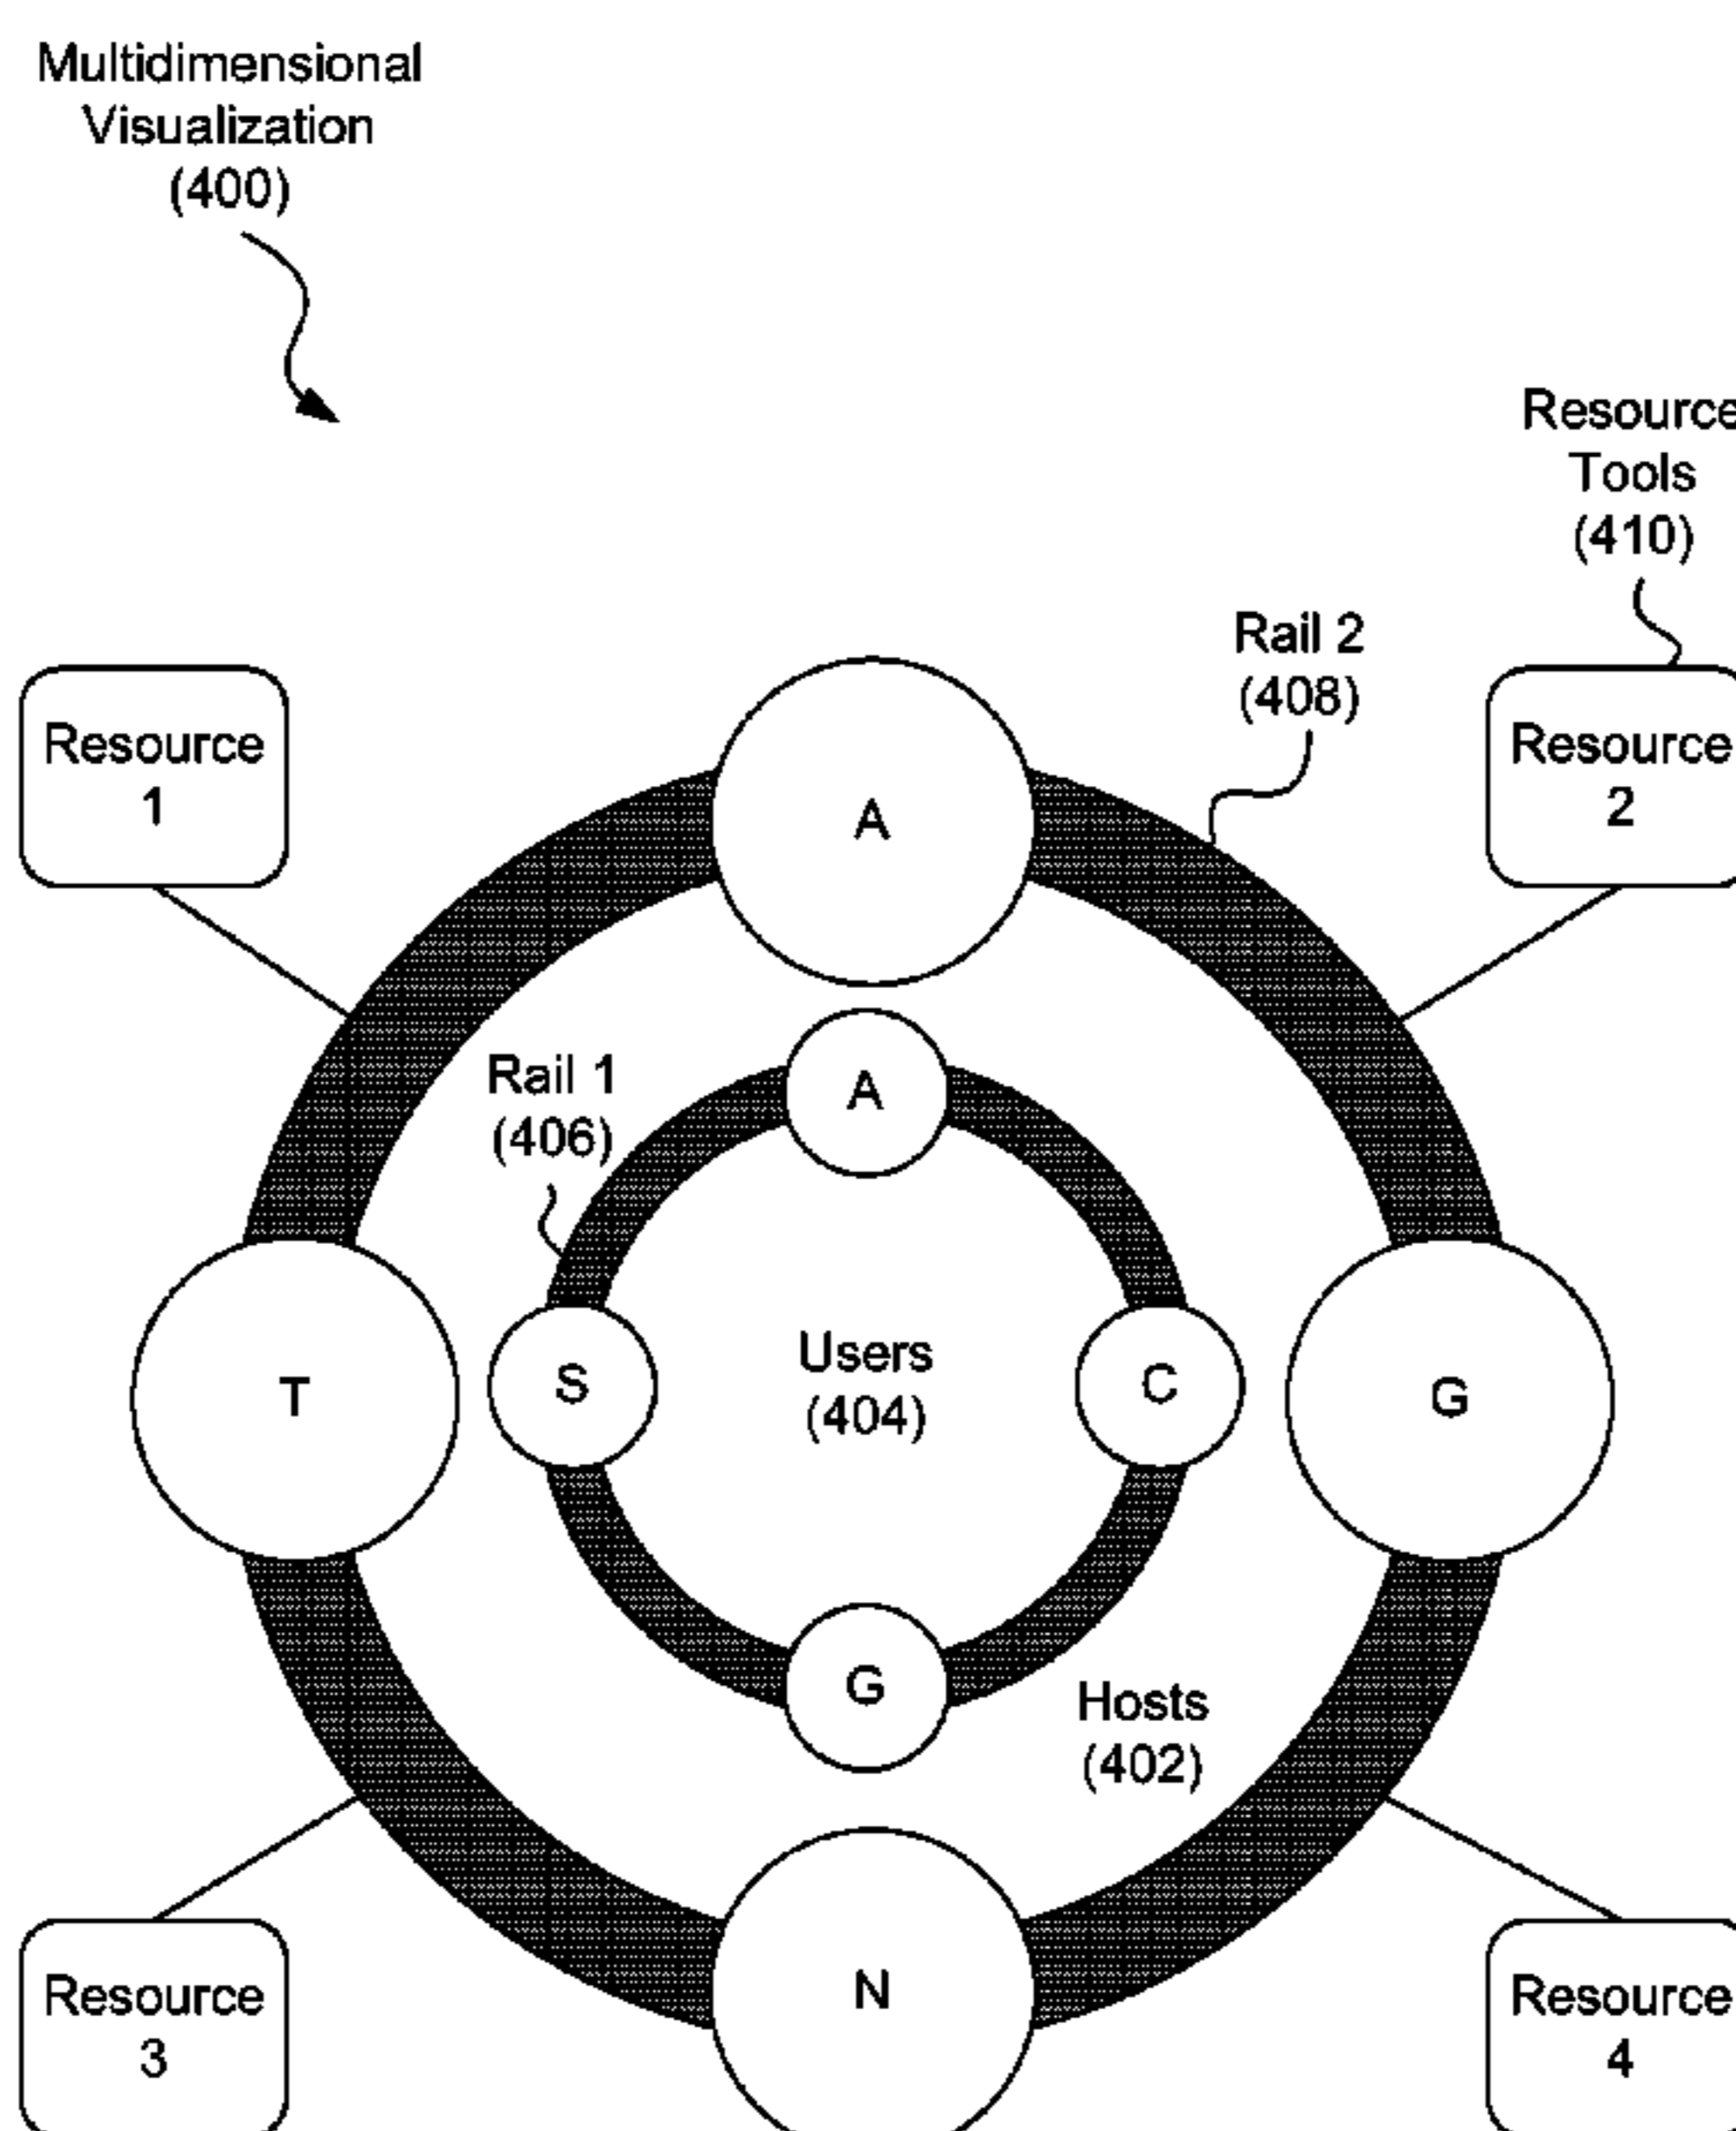 Multidimensional
Visualization
(400)
Resource
Tools
(410)
Rail 2
(408)
Resource
1
Resource
2
A
Rail 1
(406)
A
T
S
Users
(404)
C
G
G
Hosts
(402)
N
Resource
3
Resource
4